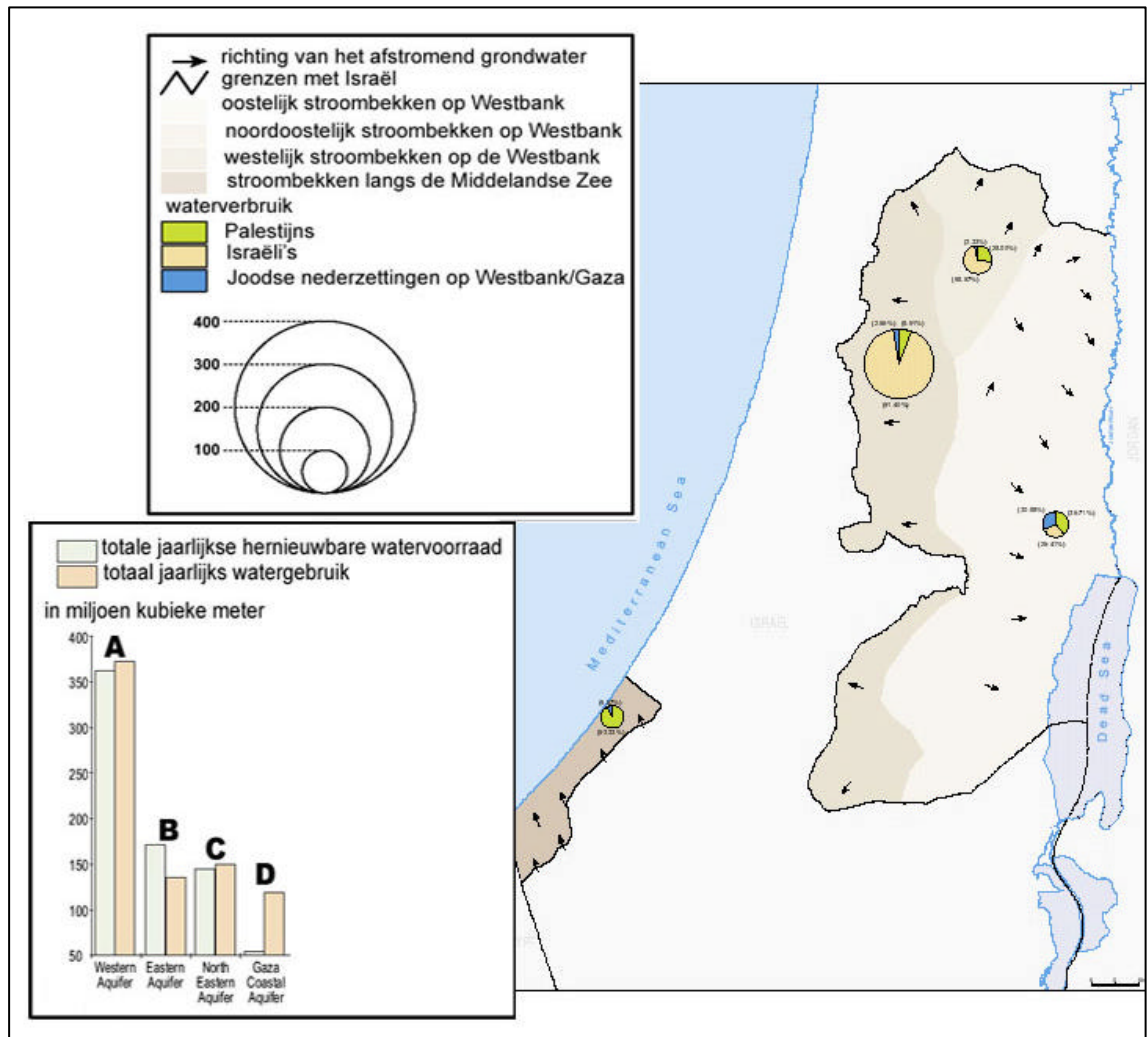 richting van het afstromend grondwater
grenzen met Israël
oostelijk stroombekken op Westbank
noordoostelijk stroombekken op Westbank
westelijk stroombekken op de Westbank
stroombekken langs de Middelandse Zee
waterverbruik
Palestijns
Israëli's
Joodse nederzettingen op Westbank/Gaza
400
300
200
100
totale jaarlijkse hernieuwbare watervoorraad
totaal jaarlijks watergebruik
in miljoen kubieke meter
400
350
300
250
200
150
100
50
A
B
C
D
Western Aquifer
Eastern Aquifer
North Eastern Aquifer
Gaza Coastal Aquifer
Mediterranean Sea
ISRAEL
Dead Sea